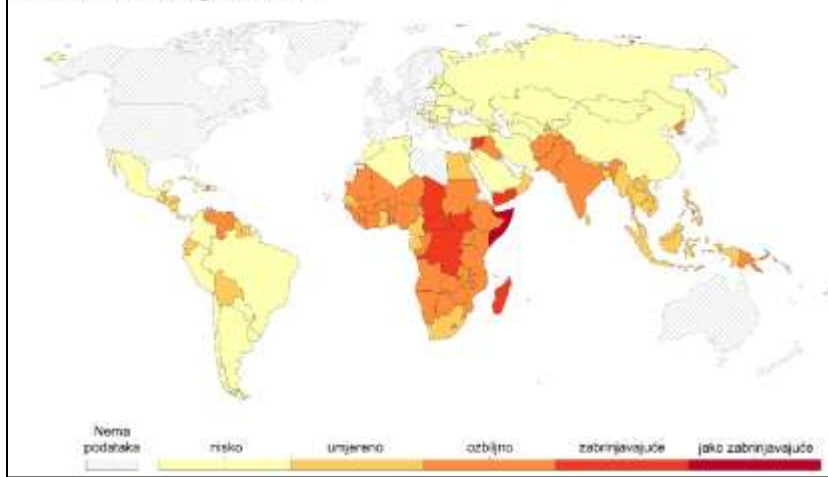 Nema
podataka
nisko
umjereno
ozbiljno
zabrinjavajuće
jako zabrinjavajuće